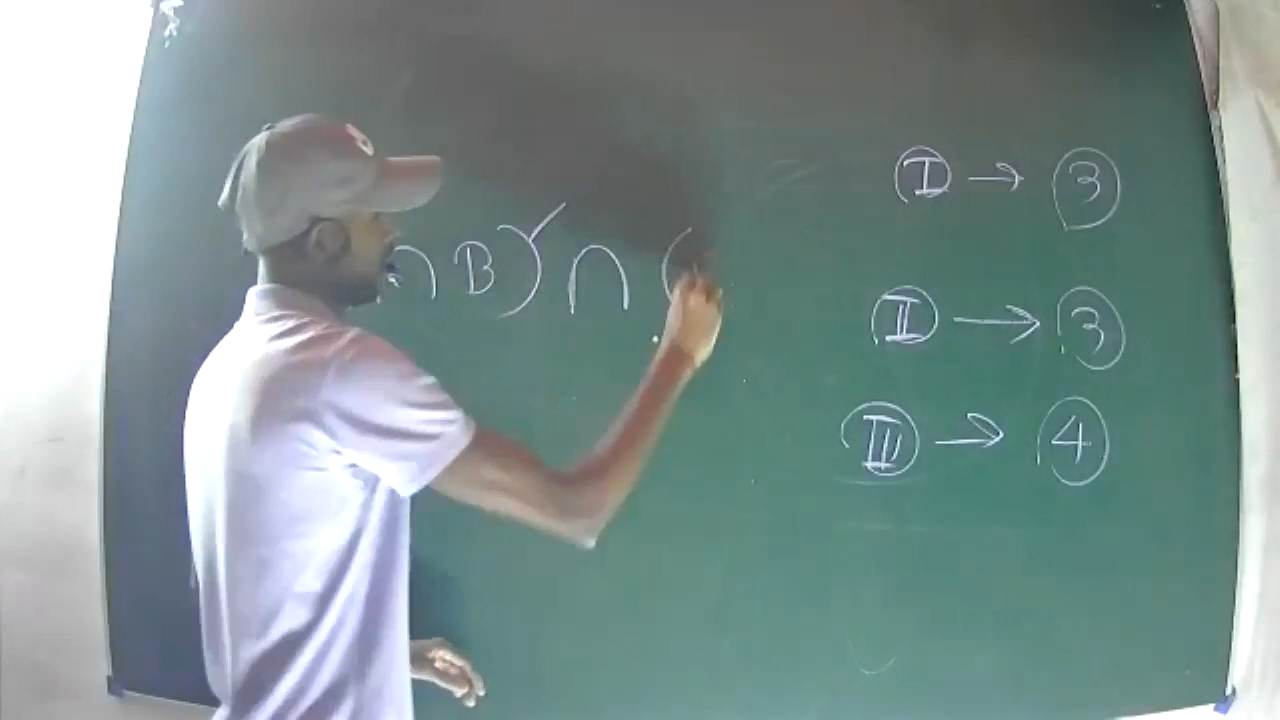 ∩ B)′ ∩ (
I → 3
II → 3
III → 4